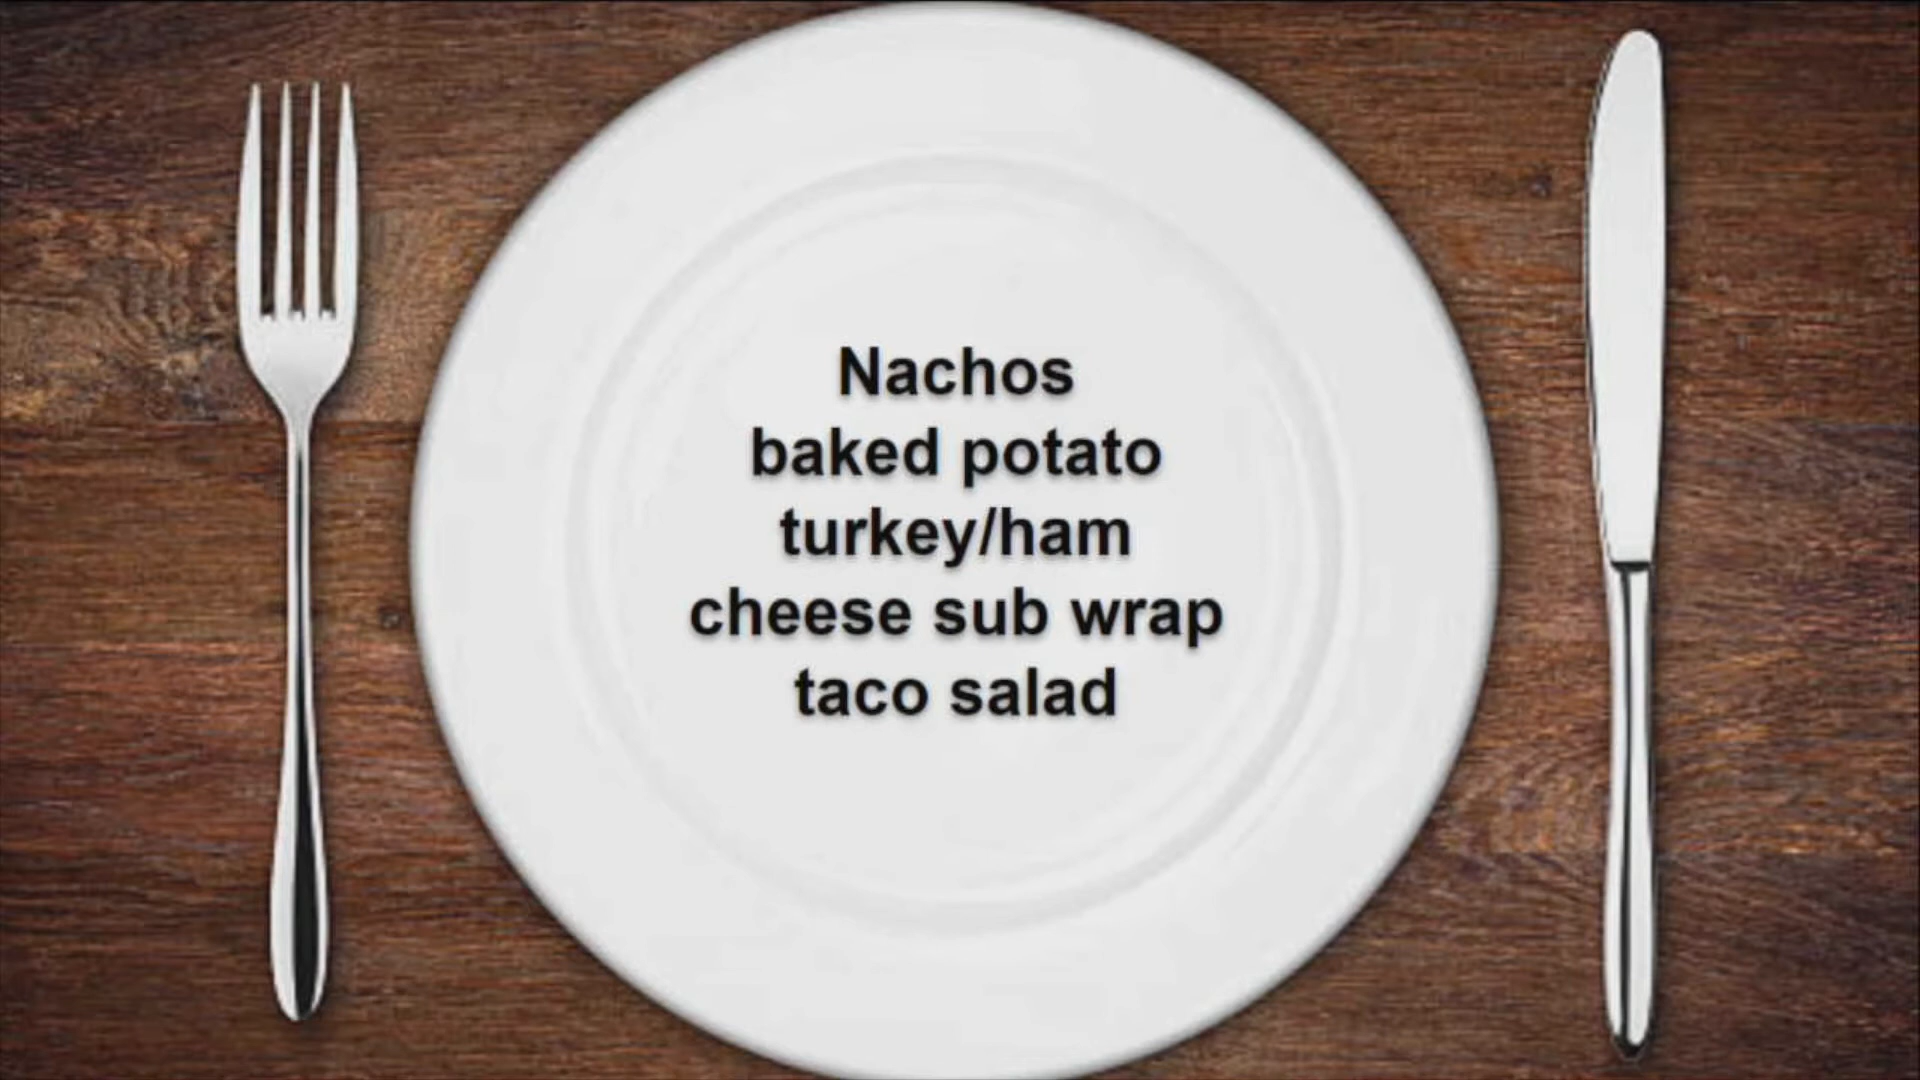 Nachos
baked potato
turkey/ham
cheese sub wrap
taco salad